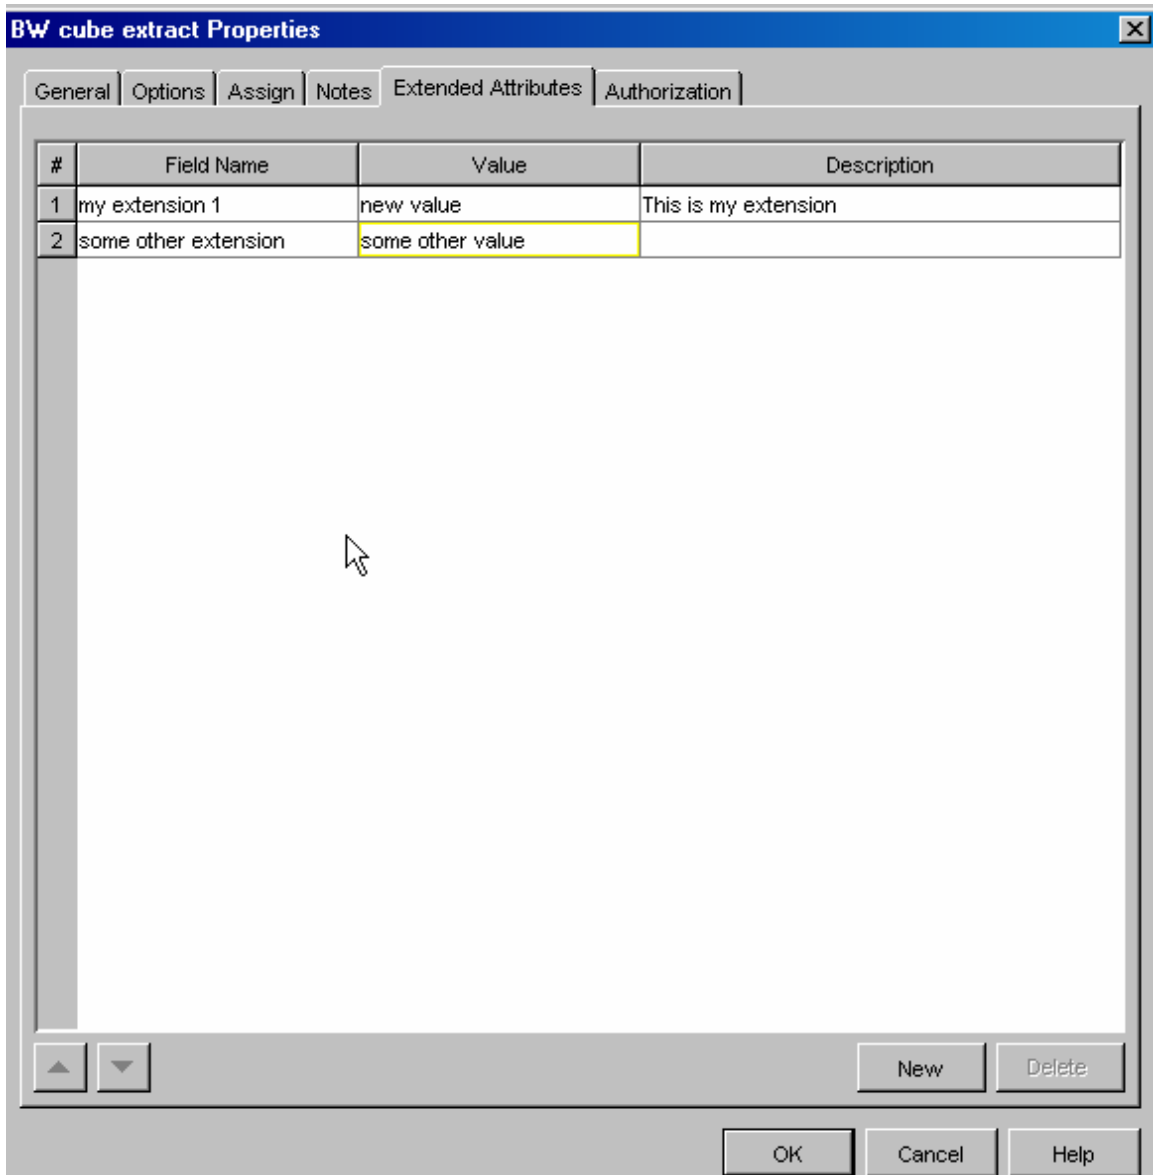 BW cube extract Properties
General Options Assign Notes Extended Attributes Authorization
# Field Name Value Description
1 my extension 1 new value This is my extension
2 some other extension some other value
New Delete
OK Cancel Help